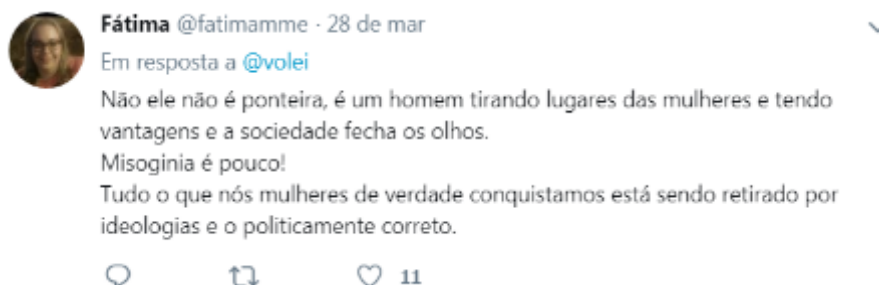 Fátima @fatimamme · 28 de mar
Em resposta a @volei
Não ele não é ponteira, é um homem tirando lugares das mulheres e tendo
vantagens e a sociedade fecha os olhos.
Misoginia é pouco!
Tudo o que nós mulheres de verdade conquistamos está sendo retirado por
ideologias e o politicamente correto.
11